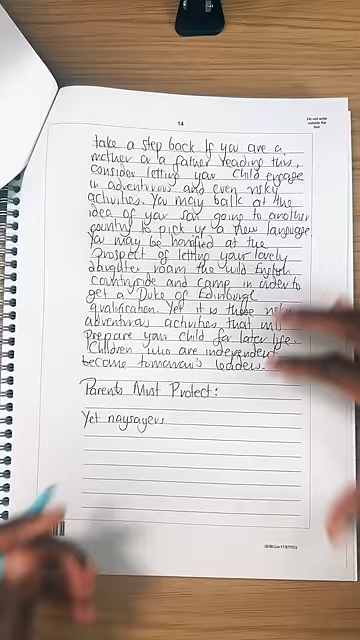 14
Do not write
outside the
box
take a step back. If you are a
mother or a father reading this,
consider letting your child engage
in adventurous and even risky
activities. You may balk at the
idea of your son going to another
country to pick up a new language.
You may be horrified at the
prospect of letting your lovely
daughter roam the wild English
countryside and camp in order to
get a Duke of Edinburgh
qualification. Yet it is these risky
adventurous activities that
prepare your child for later life.
Children who are independent
become tomorrow's leaders.
Parents Must Protect:
Yet naysayers
IB/M/Jun17/8700/2